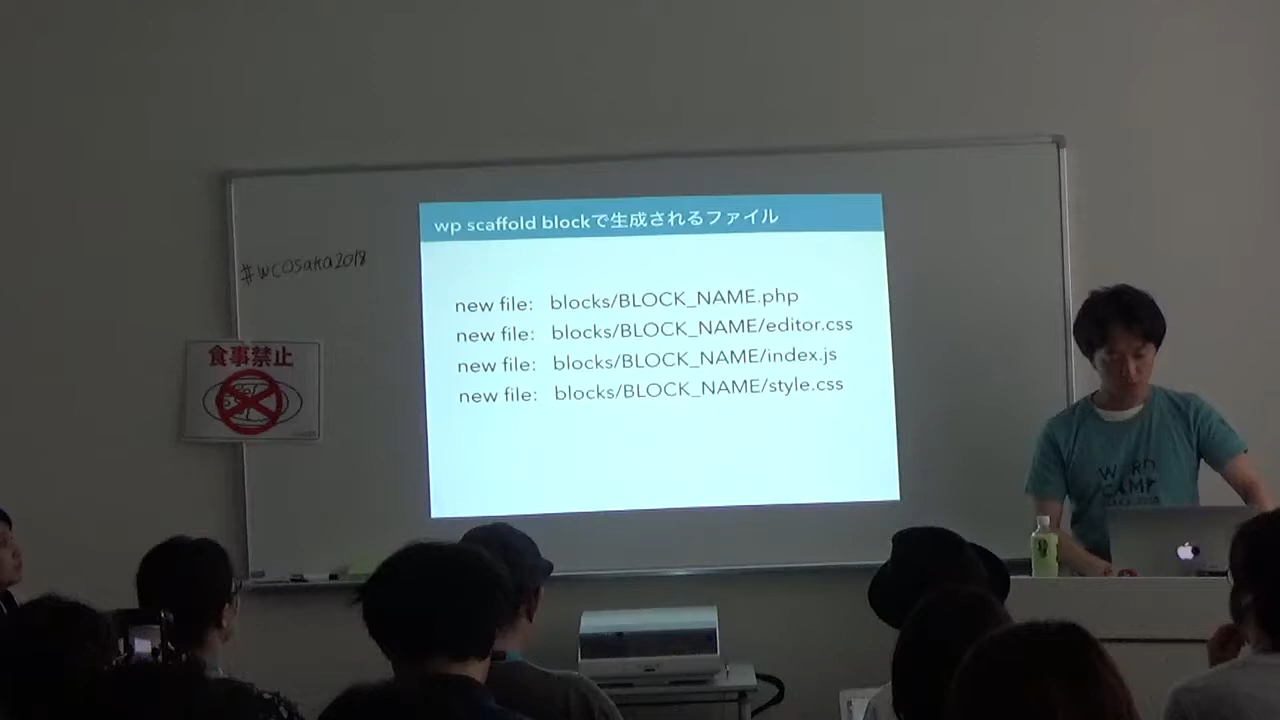 wp scaffold blockで生成されるファイル
#wcosaka2018
new file: blocks/BLOCK_NAME.php
new file: blocks/BLOCK_NAME/editor.css
new file: blocks/BLOCK_NAME/index.js
new file: blocks/BLOCK_NAME/style.css
食事禁止
WORD
CAMP